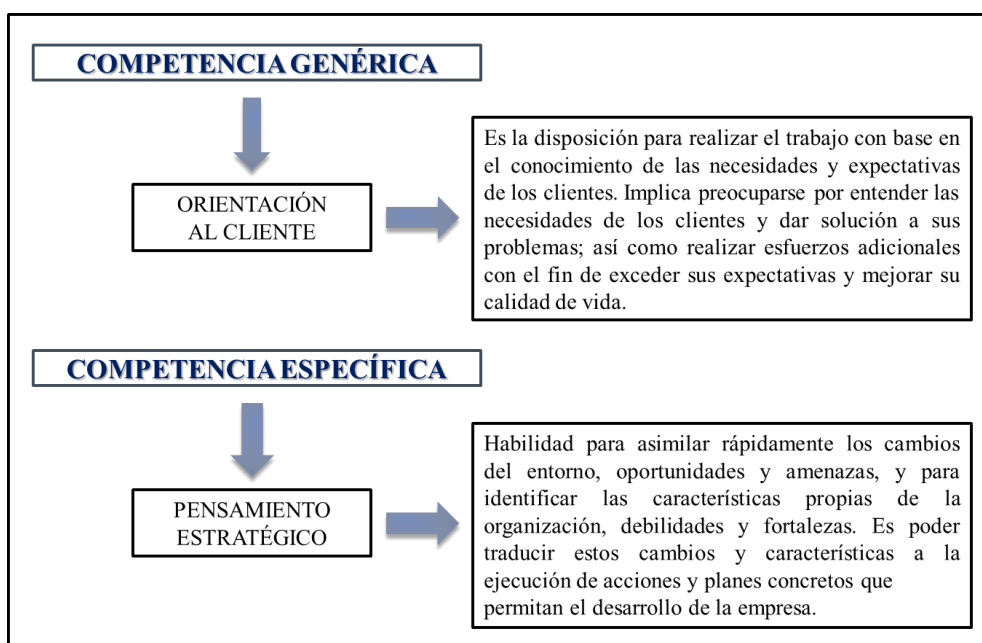 COMPETENCIA GENÉRICA
ORIENTACIÓN
AL CLIENTE
Es la disposición para realizar el trabajo con base en
el conocimiento de las necesidades y expectativas
de los clientes. Implica preocuparse por entender las
necesidades de los clientes y dar solución a sus
problemas; así como realizar esfuerzos adicionales
con el fin de exceder sus expectativas y mejorar su
calidad de vida.
COMPETENCIA ESPECÍFICA
PENSAMIENTO
ESTRATÉGICO
Habilidad para asimilar rápidamente los cambios
del entorno, oportunidades y amenazas, y para
identificar las características propias de la
organización, debilidades y fortalezas. Es poder
traducir estos cambios y características a la
ejecución de acciones y planes concretos que
permitan el desarrollo de la empresa.